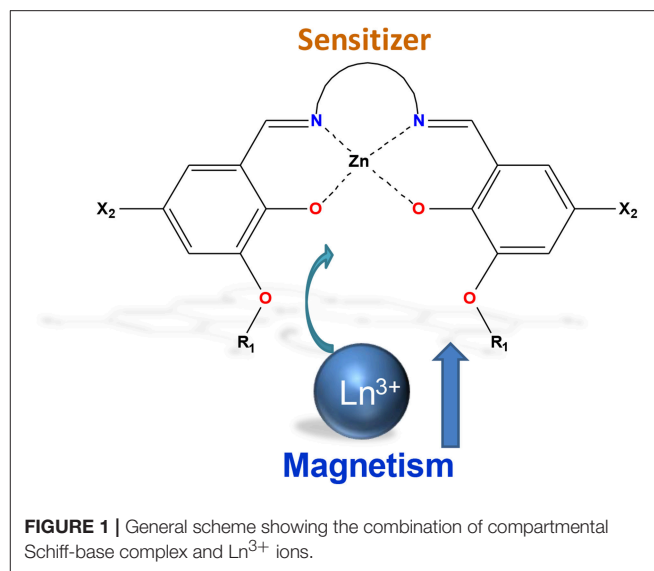 Sensitizer
N N
Zn
X₂ O O X₂
O O
R₁ R₁
Ln³⁺
Magnetism
FIGURE 1 | General scheme showing the combination of compartmental
Schiff-base complex and Ln³⁺ ions.